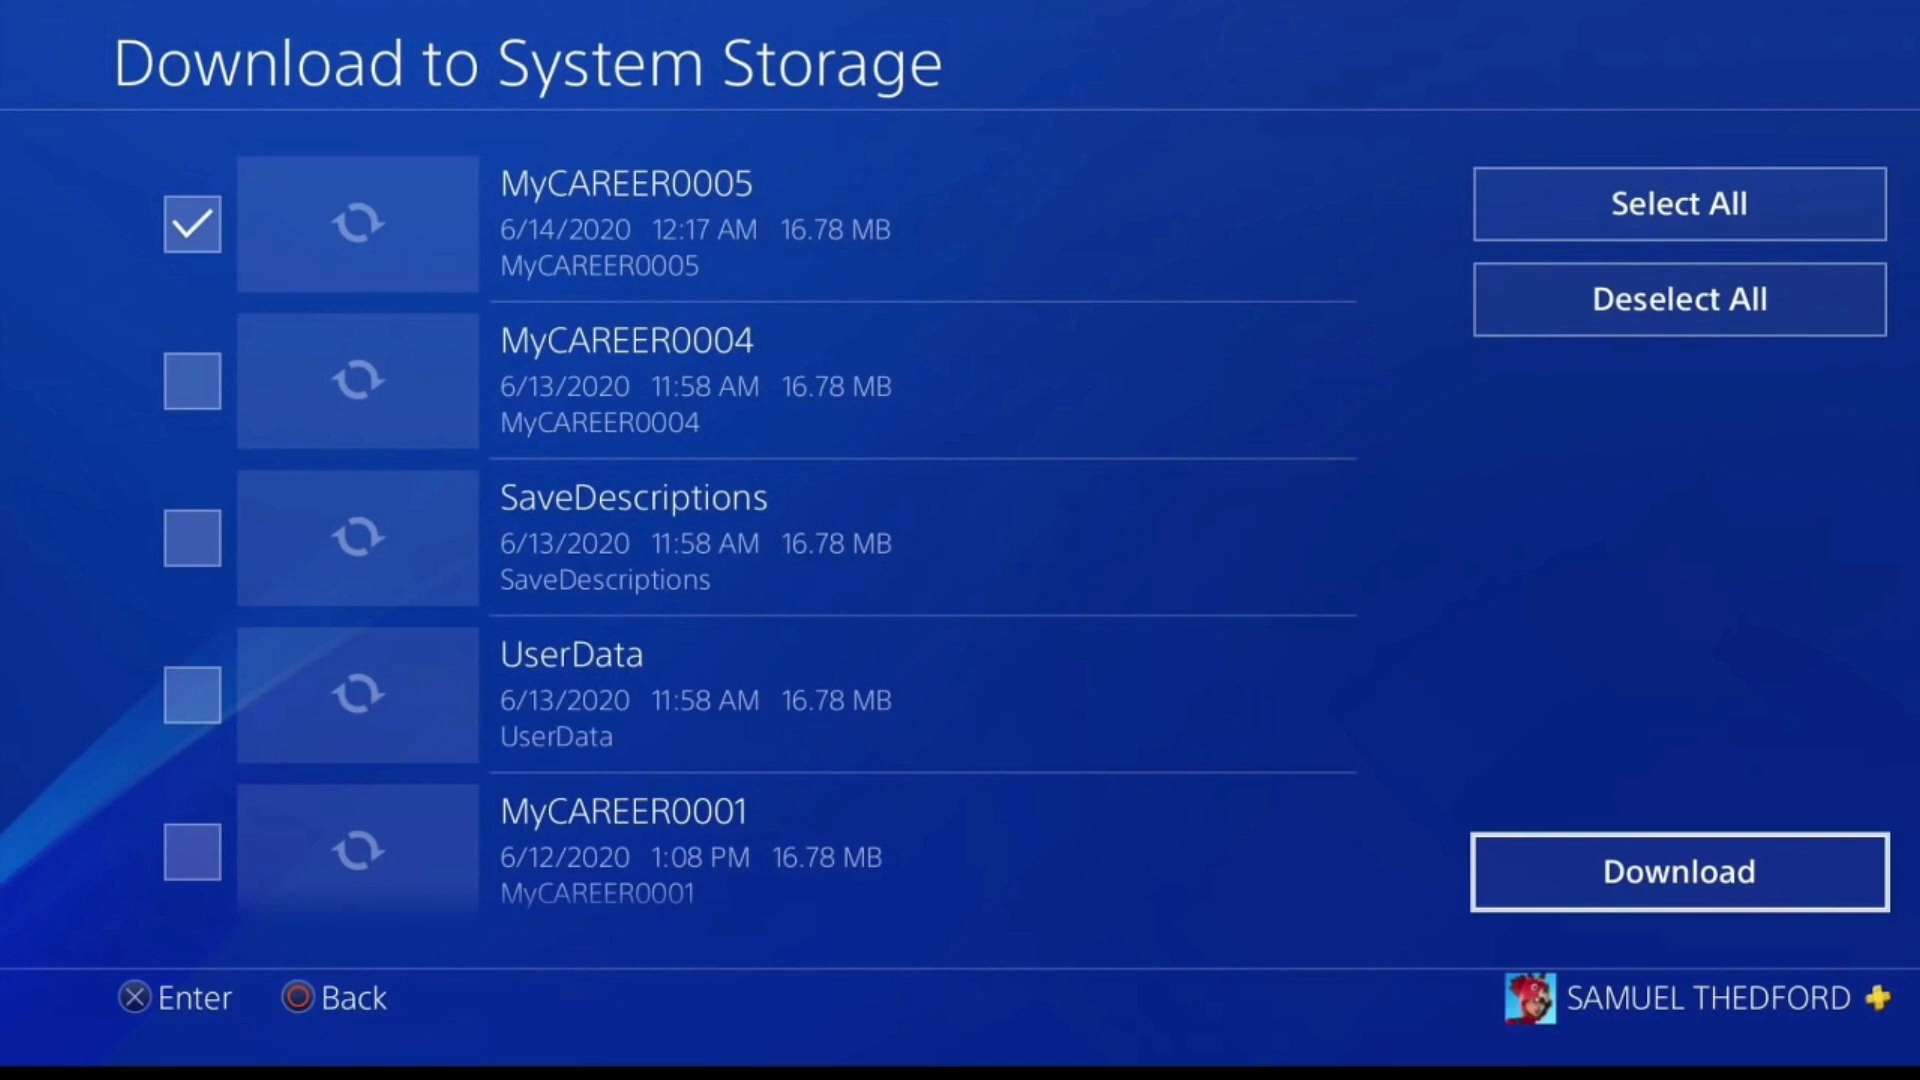 Download to System Storage
MyCAREER0005
6/14/2020 12:17 AM 16.78 MB
MyCAREER0005
MyCAREER0004
6/13/2020 11:58 AM 16.78 MB
MyCAREER0004
SaveDescriptions
6/13/2020 11:58 AM 16.78 MB
SaveDescriptions
UserData
6/13/2020 11:58 AM 16.78 MB
UserData
MyCAREER0001
6/12/2020 1:08 PM 16.78 MB
MyCAREER0001
Select All
Deselect All
Download
Enter
Back
SAMUEL THEDFORD